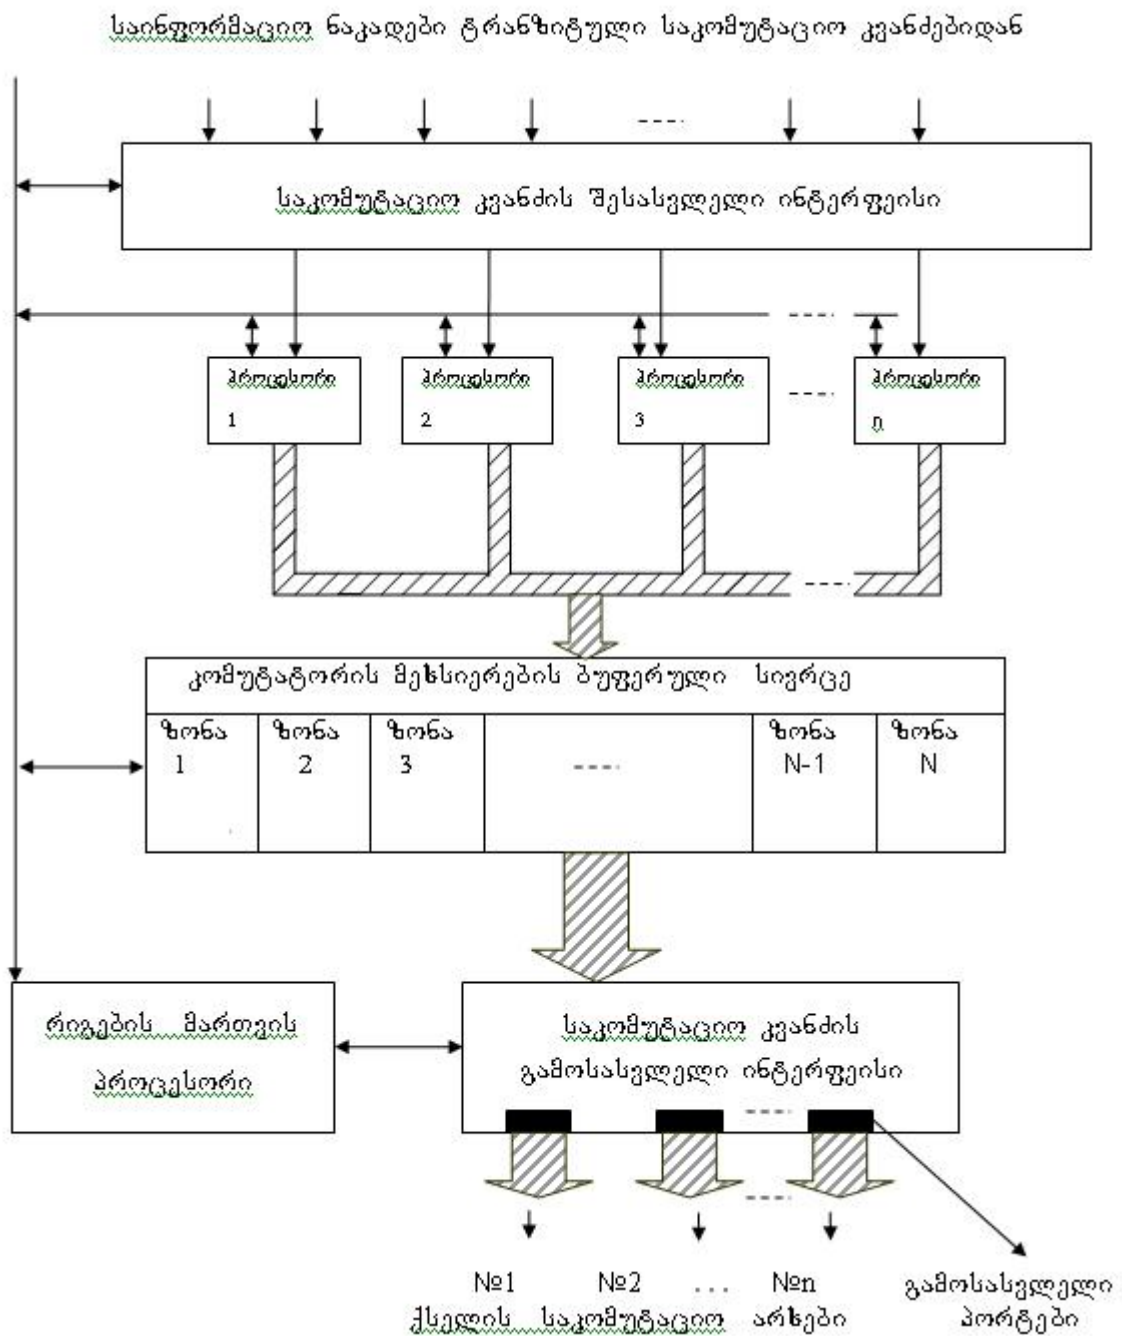 საინფორმაციო ნაკადები ტრანზიტული საკომუტაციო კვანძებიდან
----
საკომუტაციო კვანძის შესასვლელი ინტერფეისი
----
პროცესორი 1
პროცესორი 2
პროცესორი 3
----
პროცესორი n
----
კომუტატორის მეხსიერების ბუფერული სივრცე
ზონა 1
ზონა 2
ზონა 3
----
ზონა N-1
ზონა N
რიგების მართვის
პროცესორი
საკომუტაციო კვანძის
გამოსასვლელი ინტერფეისი
----
----
№1 №2 ... №n
ქსელის საკომუტაციო არხები
გამოსასვლელი
პორტები